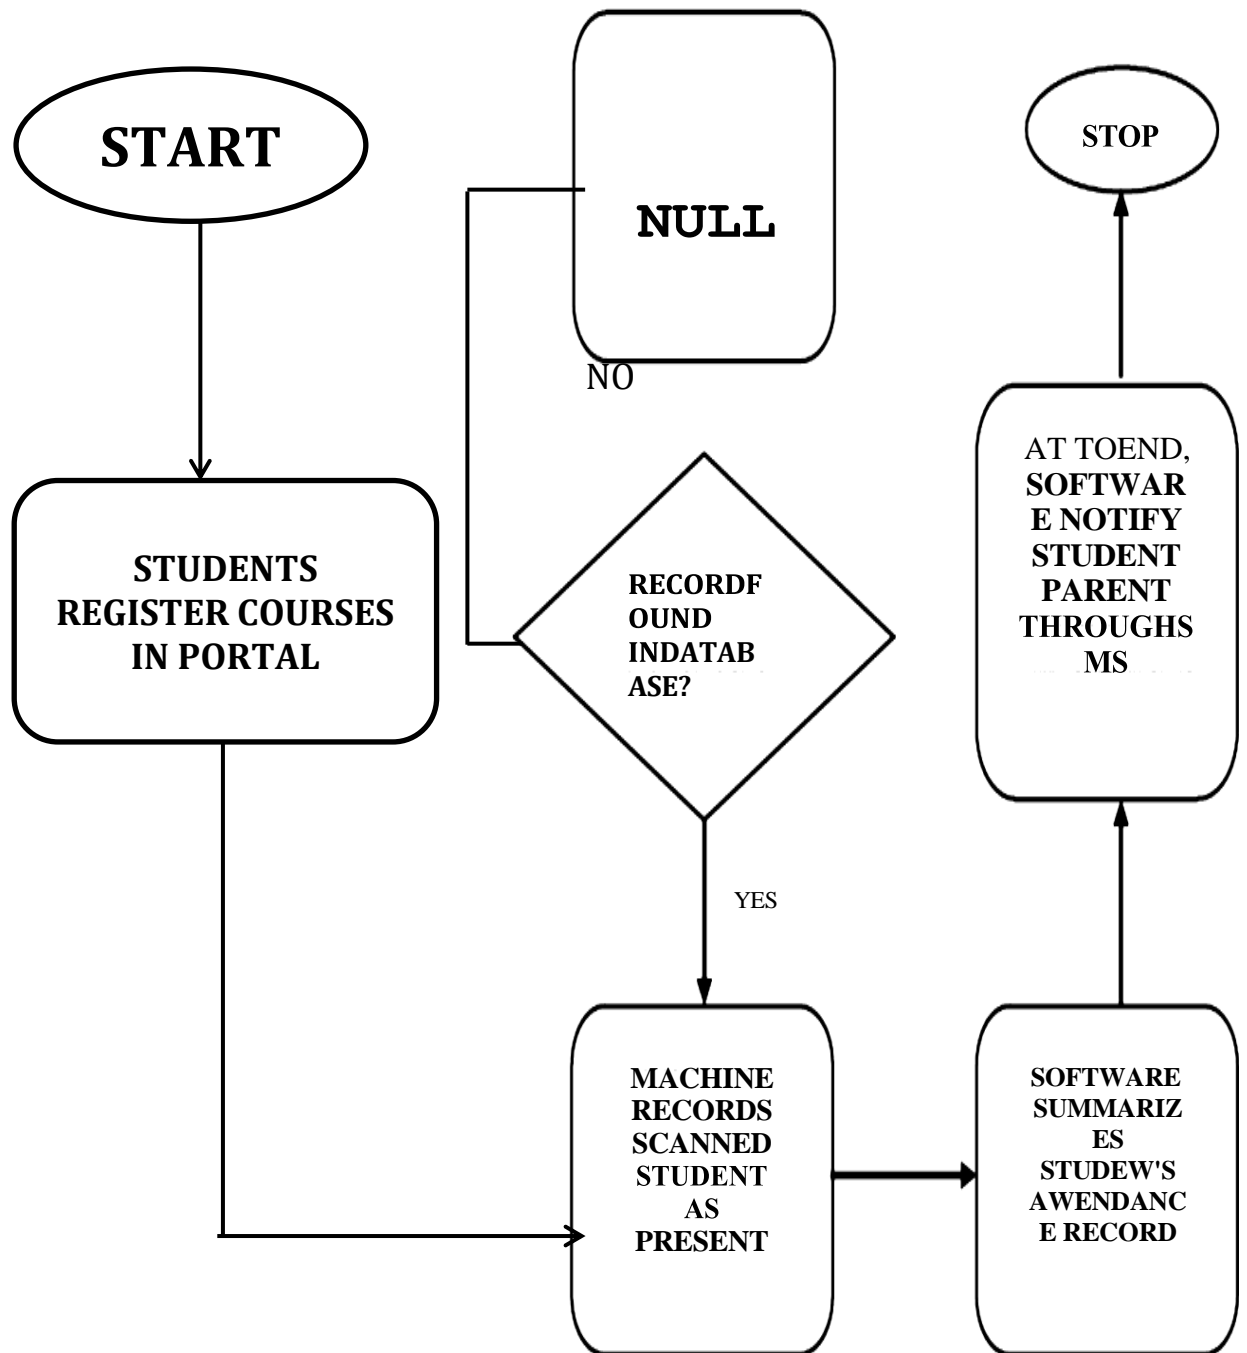 START
STUDENTS
REGISTER COURSES
IN PORTAL
NULL
NO
RECORDF
OUND
INDATAB
ASE?
YES
MACHINE
RECORDS
SCANNED
STUDENT
AS
PRESENT
SOFTWARE
SUMMARIZ
ES
STUDEW'S
AWENDANC
E RECORD
AT TOEND,
SOFTWAR
E NOTIFY
STUDENT
PARENT
THROUGHS
MS
STOP